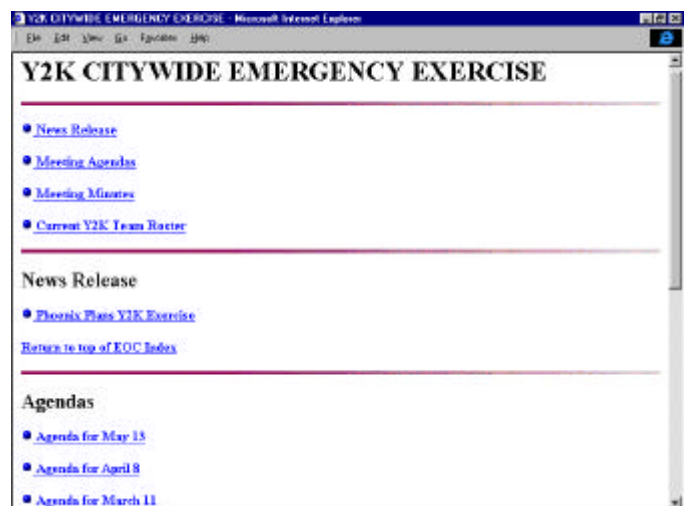 Y2K CITYWIDE EMERGENCY EXERCISE - Microsoft Internet Explorer
File Edit View Go Favorites Help
Y2K CITYWIDE EMERGENCY EXERCISE
News Release
Meeting Agendas
Meeting Minutes
Current Y2K Team Roster
News Release
Phoenix Plans Y2K Exercise
Return to top of EOC Index
Agendas
Agenda for May 13
Agenda for April 8
Agenda for March 11